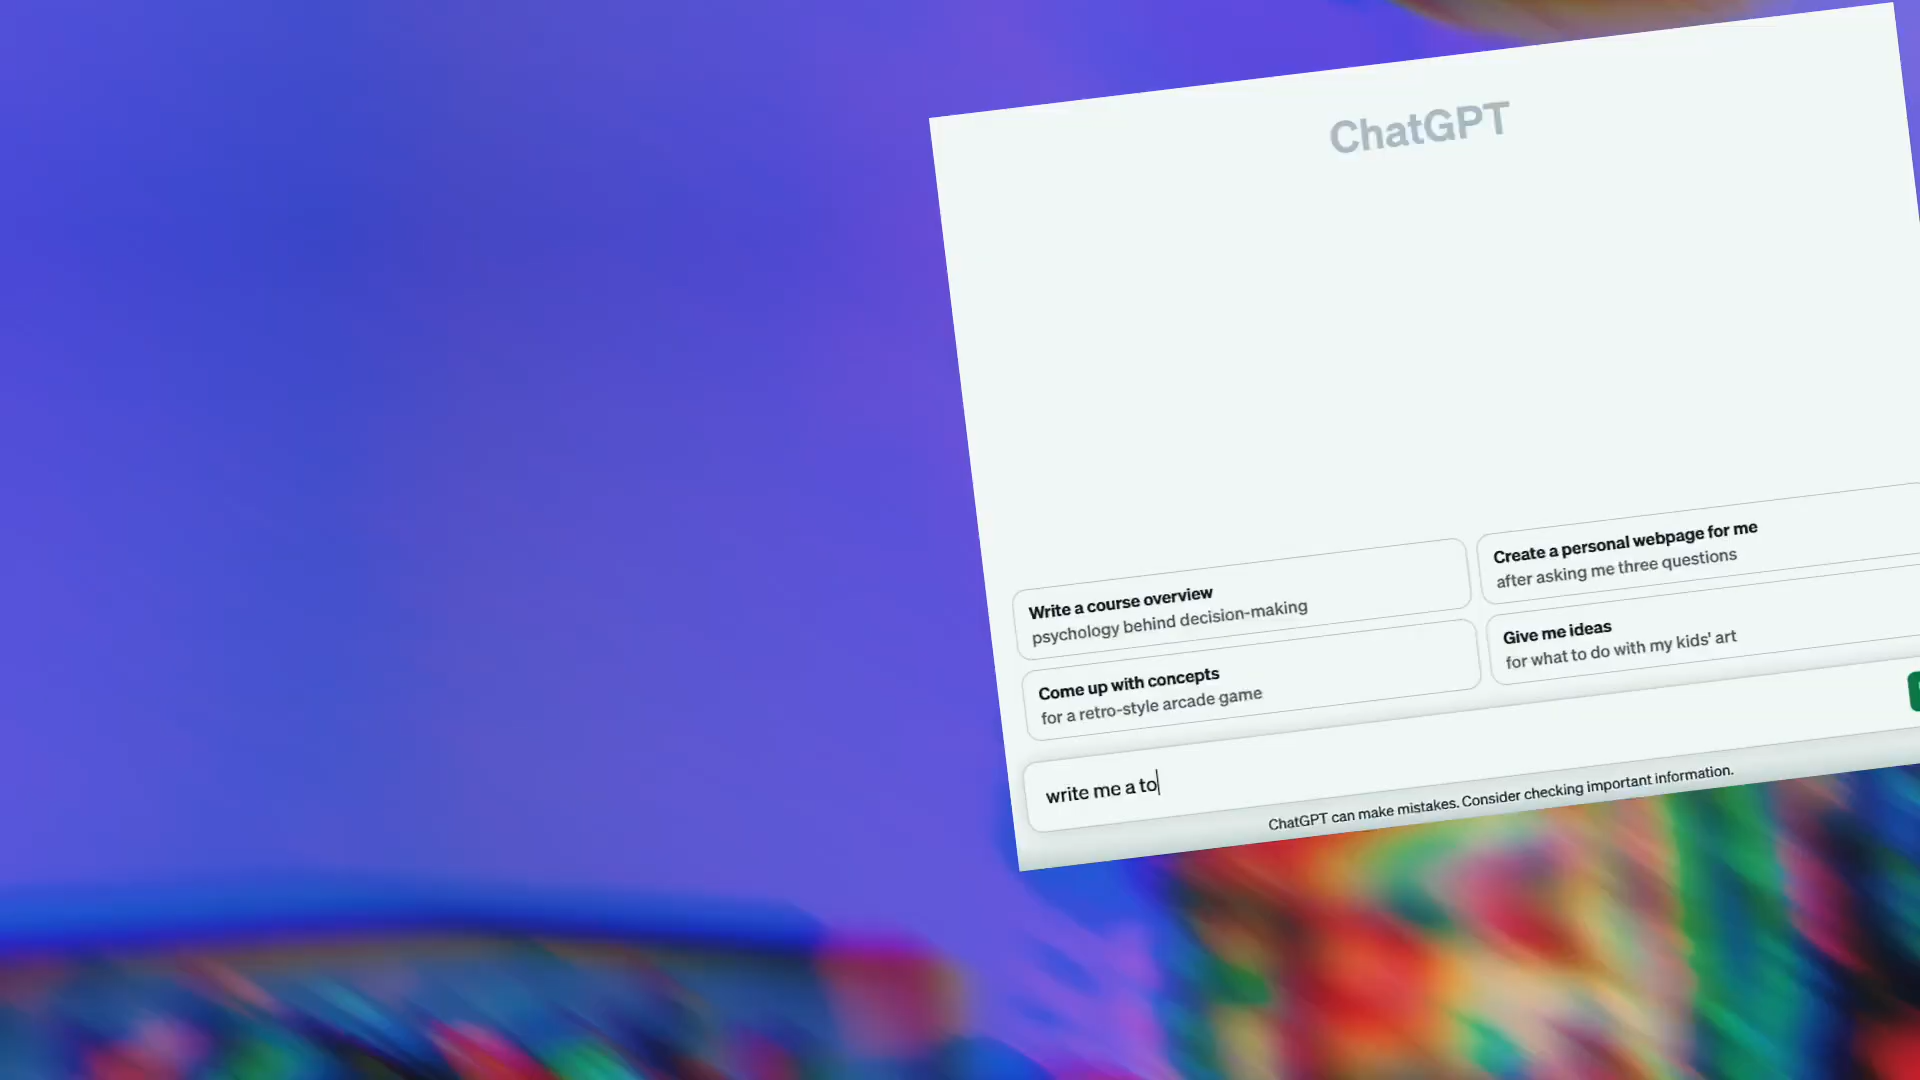 ChatGPT
Write a course overview
psychology behind decision-making
Create a personal webpage for me
after asking me three questions
Come up with concepts
for a retro-style arcade game
Give me ideas
for what to do with my kids' art
write me a to
ChatGPT can make mistakes. Consider checking important information.